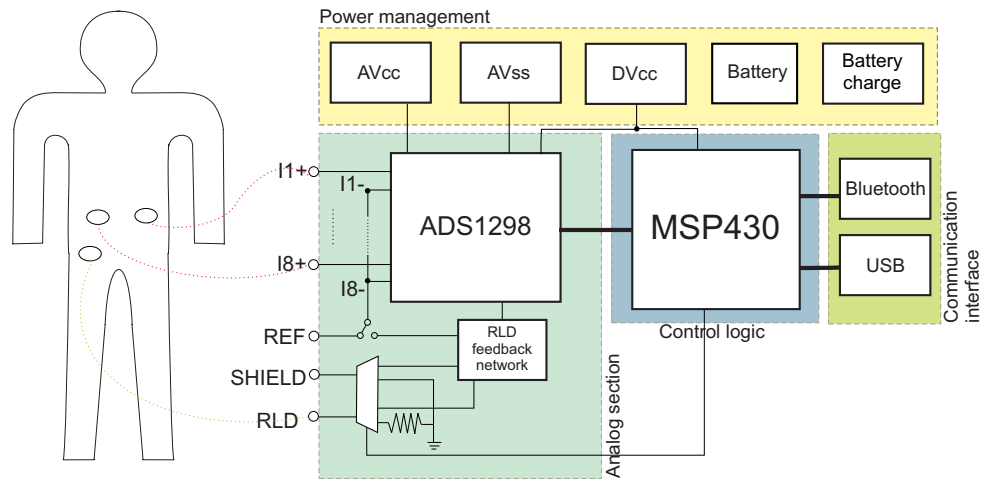 Power management
AVcc
AVss
DVcc
Battery
Battery
charge
I1+
I1-
ADS1298
MSP430
Bluetooth
USB
I8+
I8-
REF
RLD
feedback
network
SHIELD
RLD
Control logic
Analog section
Communication
interface